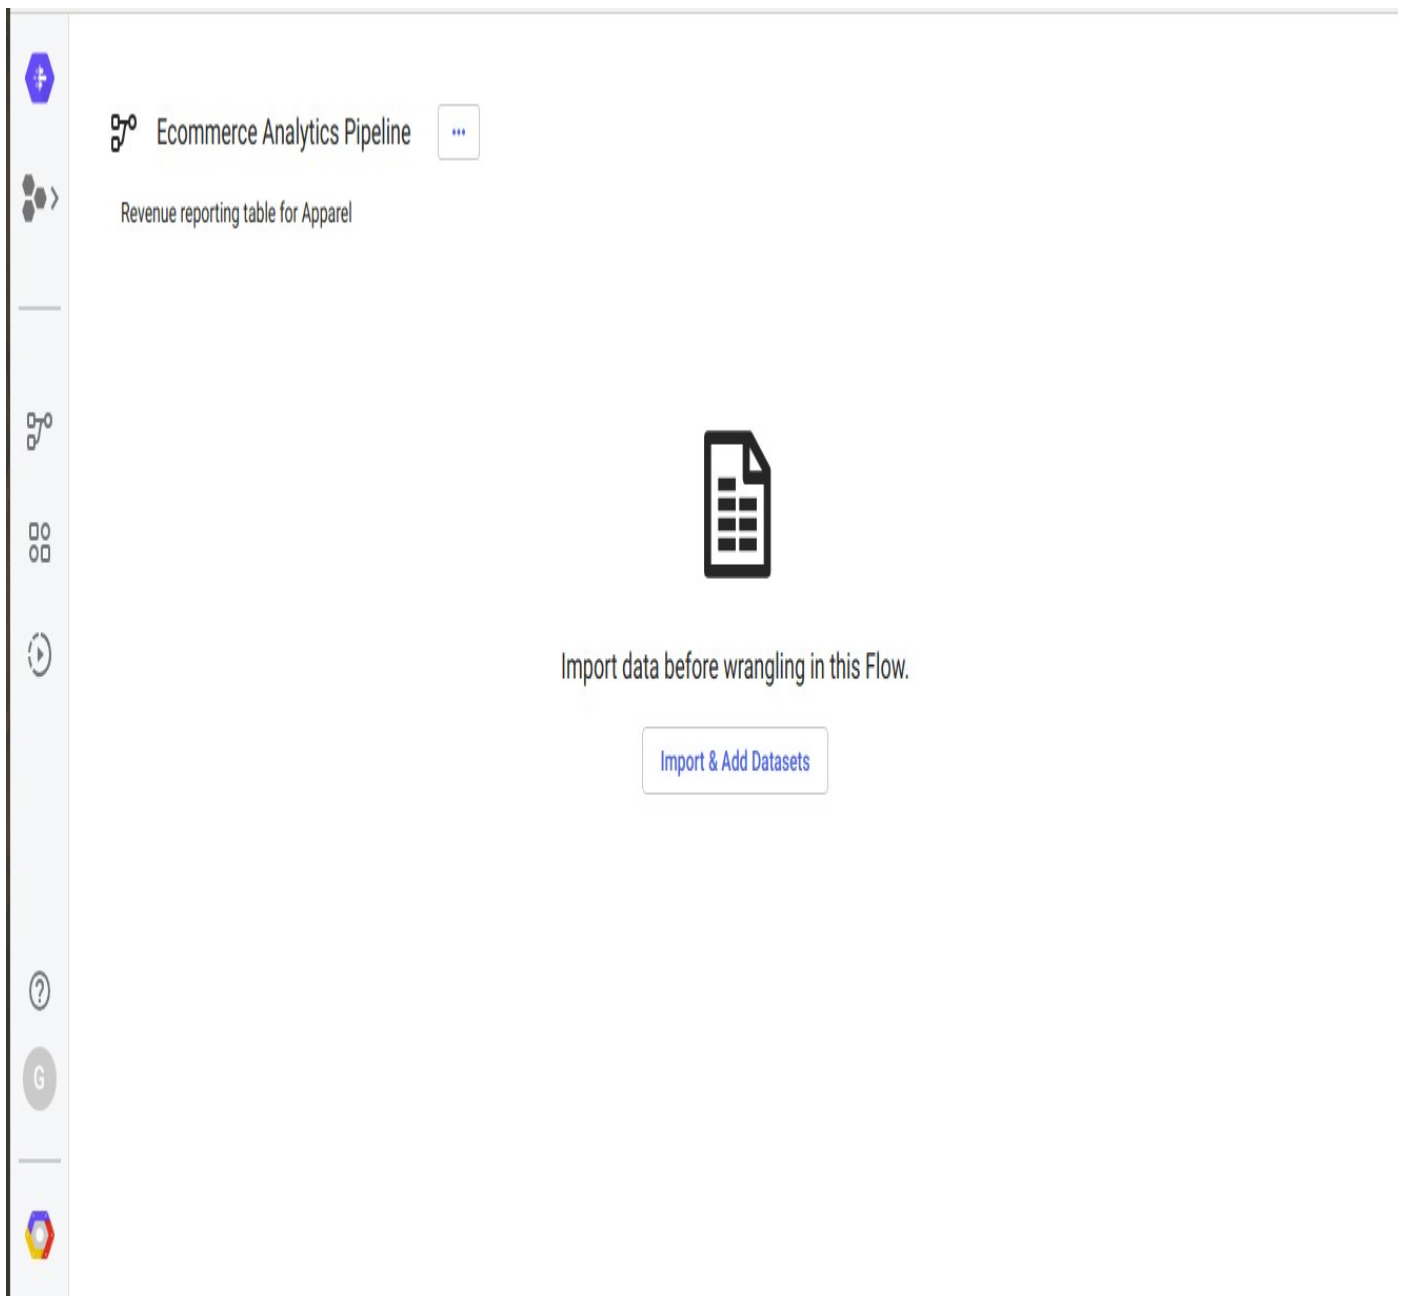 Ecommerce Analytics Pipeline
...
Revenue reporting table for Apparel
Import data before wrangling in this Flow.
Import & Add Datasets
?
G